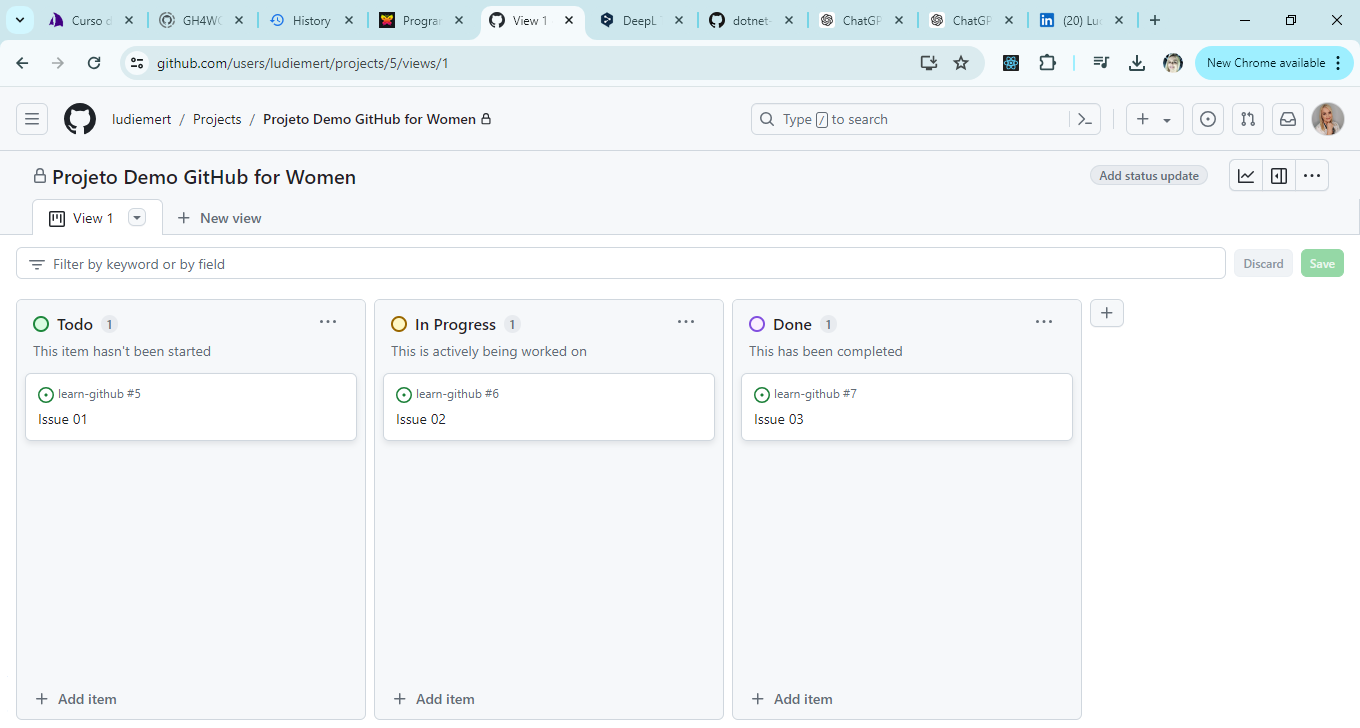 Curso d
GH4WO
History
Program
View 1
DeepL
dotnet-
ChatGP
ChatGP
(20) Lu
github.com/users/ludiemert/projects/5/views/1
New Chrome available
ludiemert / Projects / Projeto Demo GitHub for Women
Type / to search
Projeto Demo GitHub for Women
Add status update
View 1
New view
Filter by keyword or by field
Discard
Save
Todo 1
This item hasn't been started
learn-github #5
Issue 01
Add item
In Progress 1
This is actively being worked on
learn-github #6
Issue 02
Add item
Done 1
This has been completed
learn-github #7
Issue 03
Add item